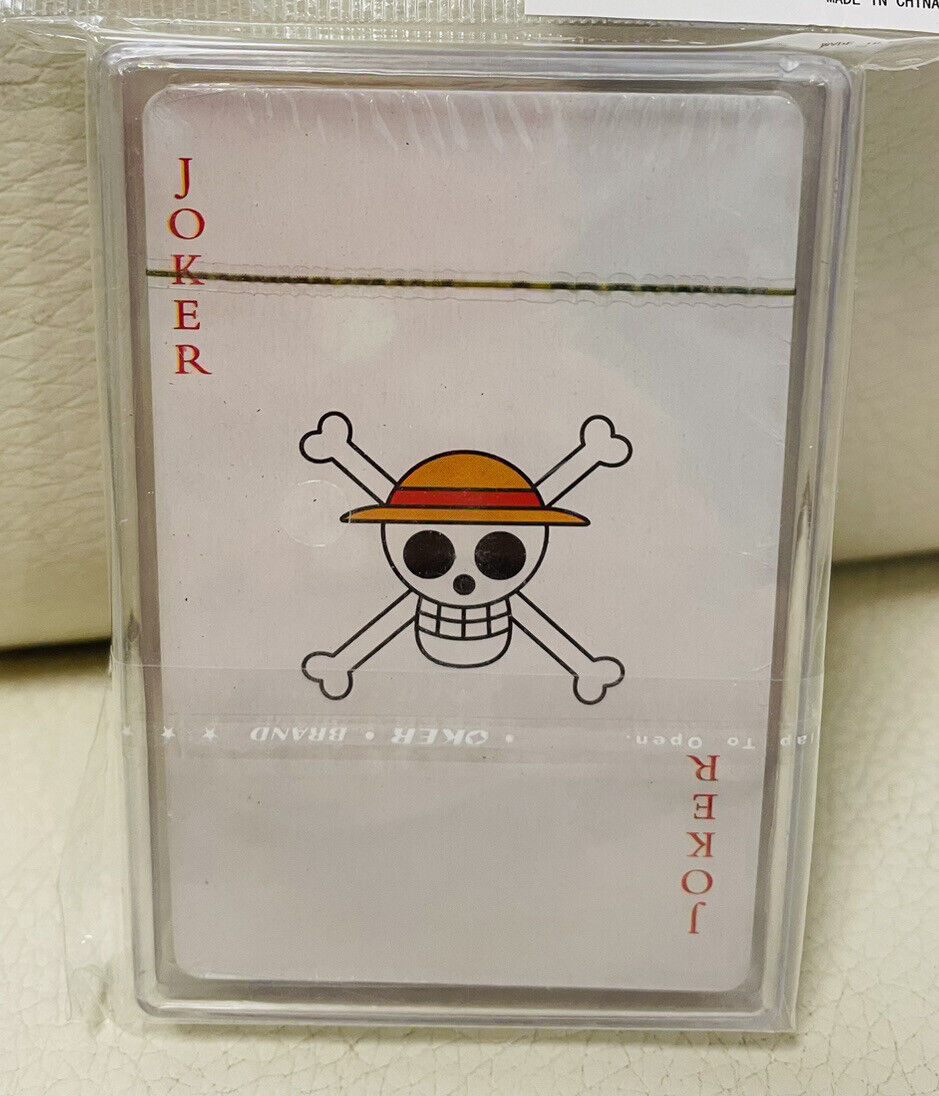 MADE IN CHINA
JOKER
OKER • BRAND
To Open.
JOKER